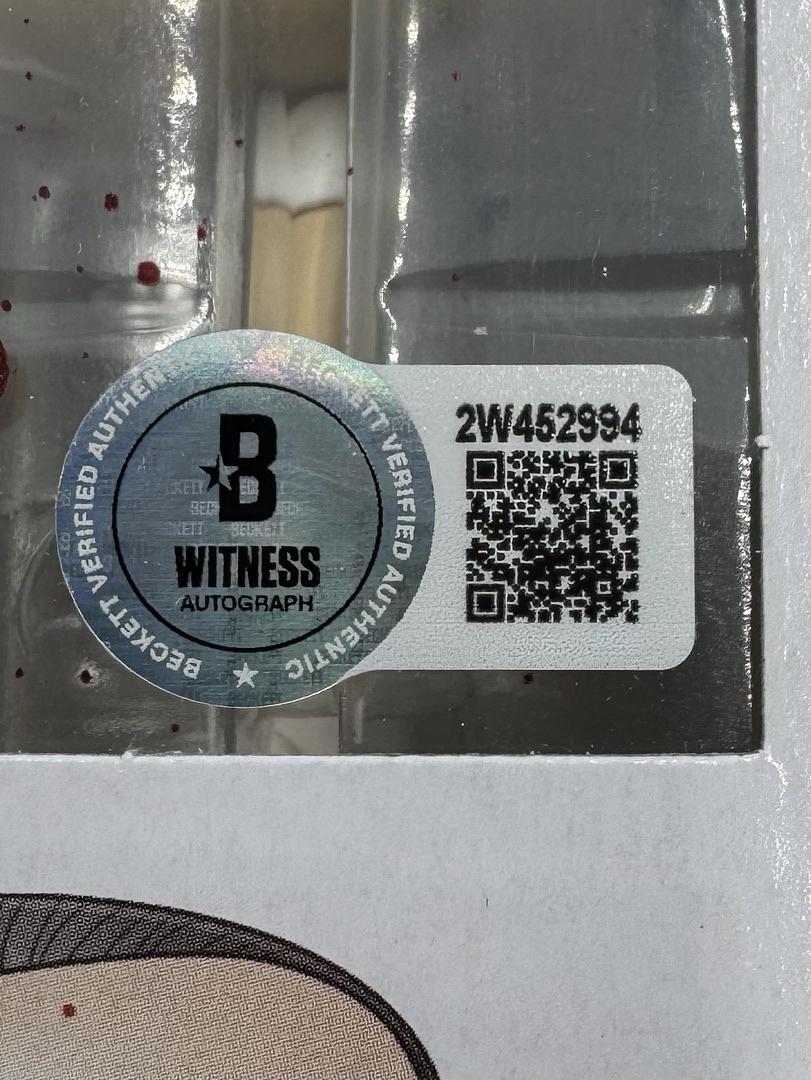 BECKETT VERIFIED AUTHENTIC
BECKETT VERIFIED AUTHENTIC
B
WITNESS
AUTOGRAPH
2W452994